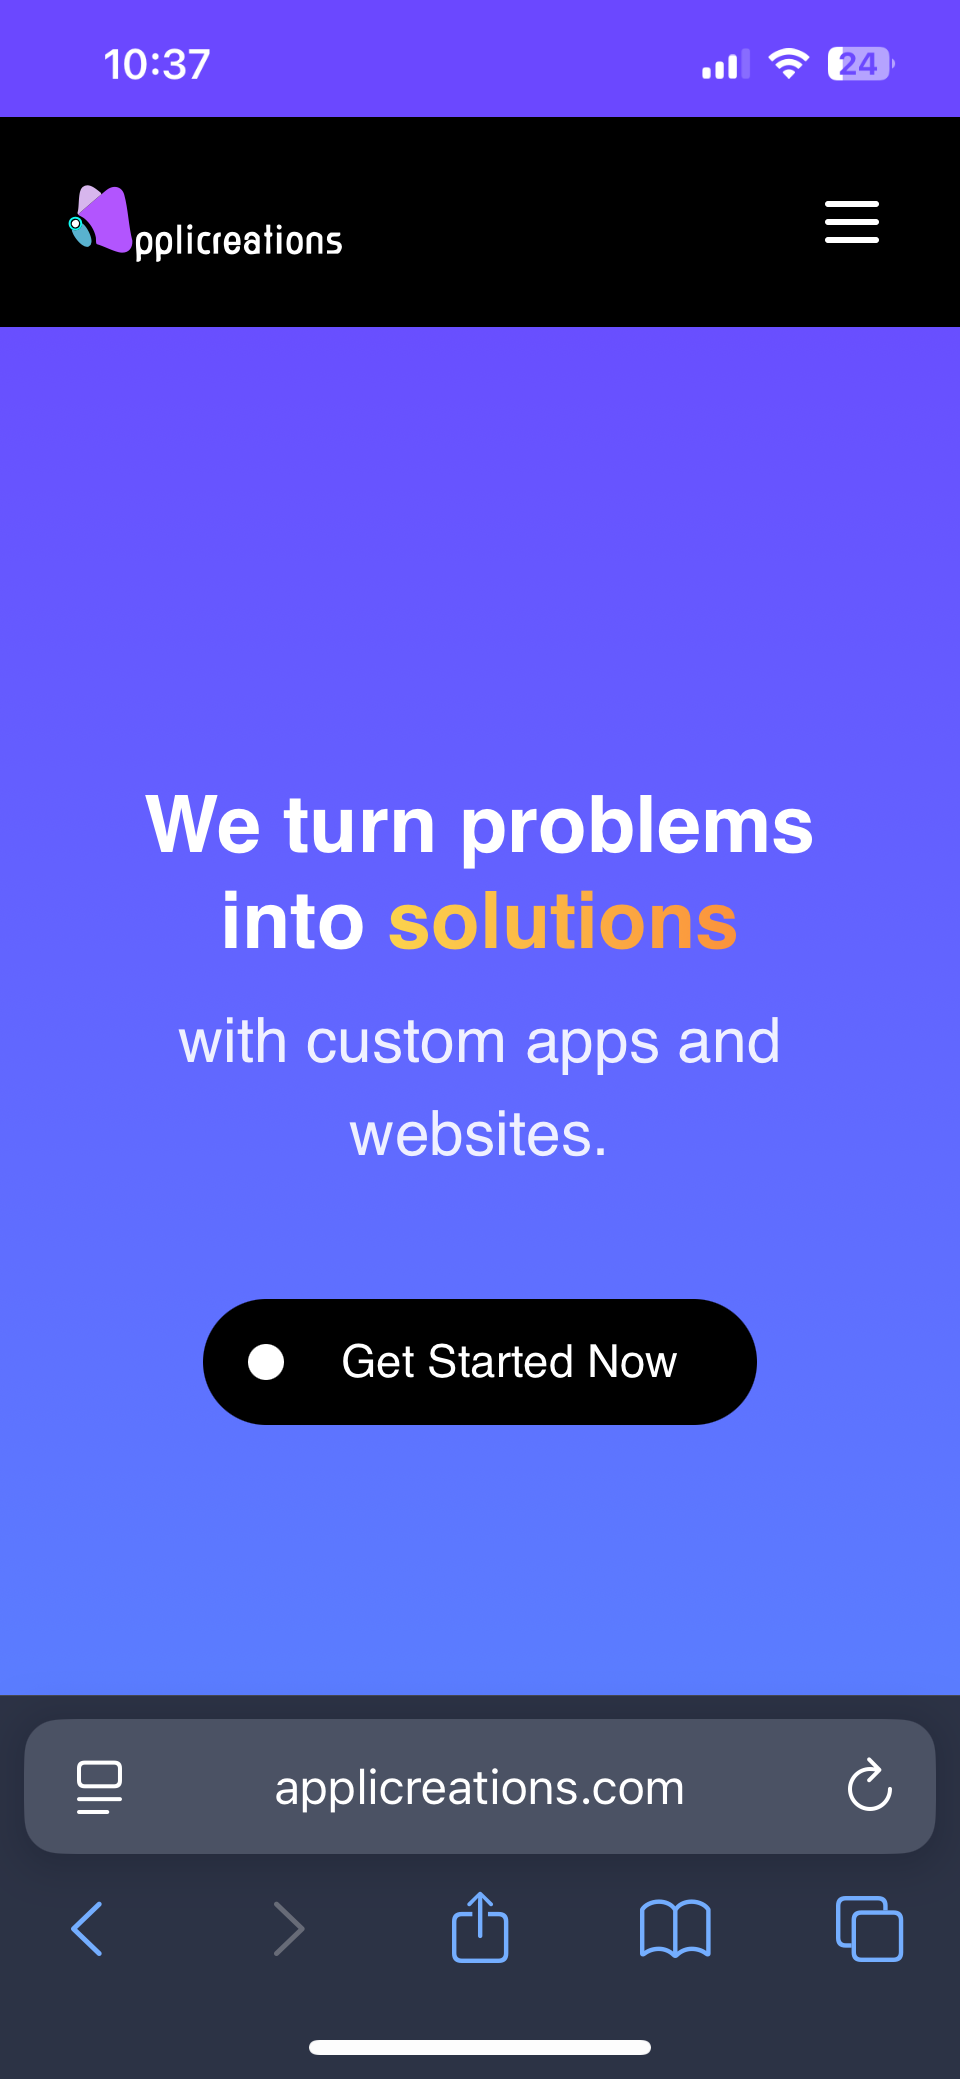 10:37
24
pplicreations
We turn problems
into solutions
with custom apps and
websites.
Get Started Now
applicreations.com